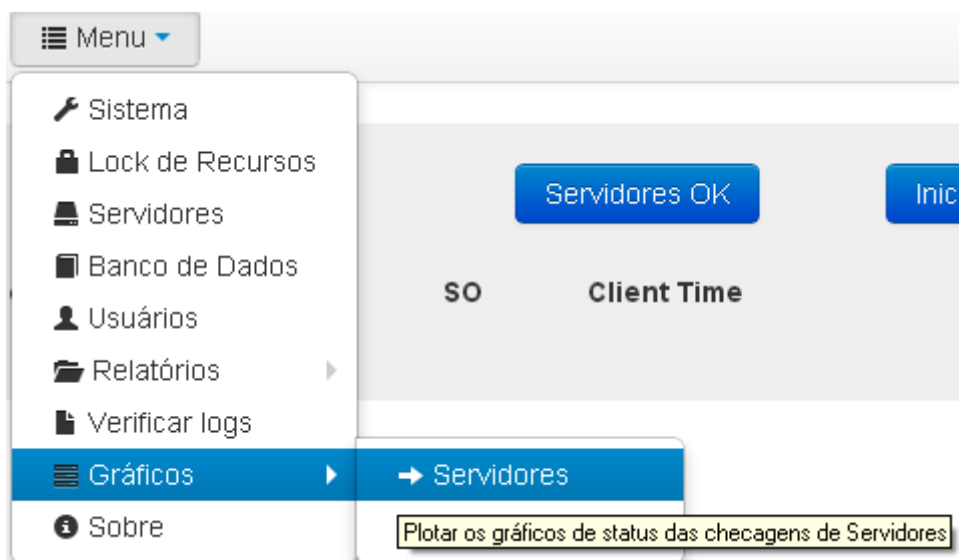 Menu
Sistema
Lock de Recursos
Servidores OK
Inic
Servidores
Banco de Dados
SO
Client Time
Usuários
Relatórios
Verificar logs
Gráficos
Servidores
Sobre
Plotar os gráficos de status das checagens de Servidores